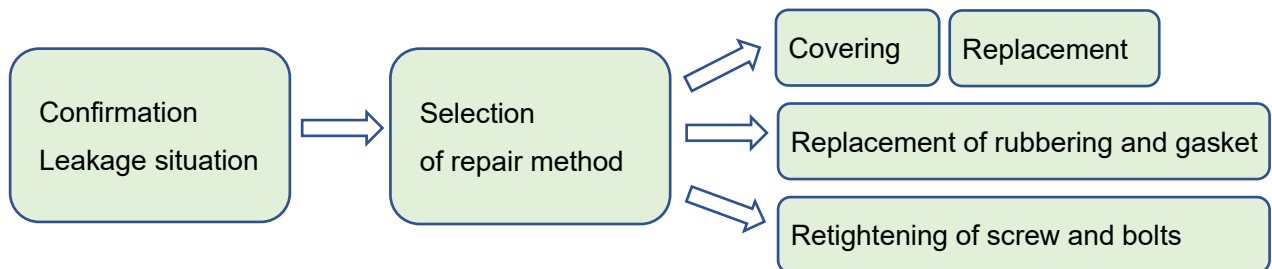 Confirmation
Leakage situation
Selection
of repair method
Covering
Replacement
Replacement of rubbering and gasket
Retightening of screw and bolts